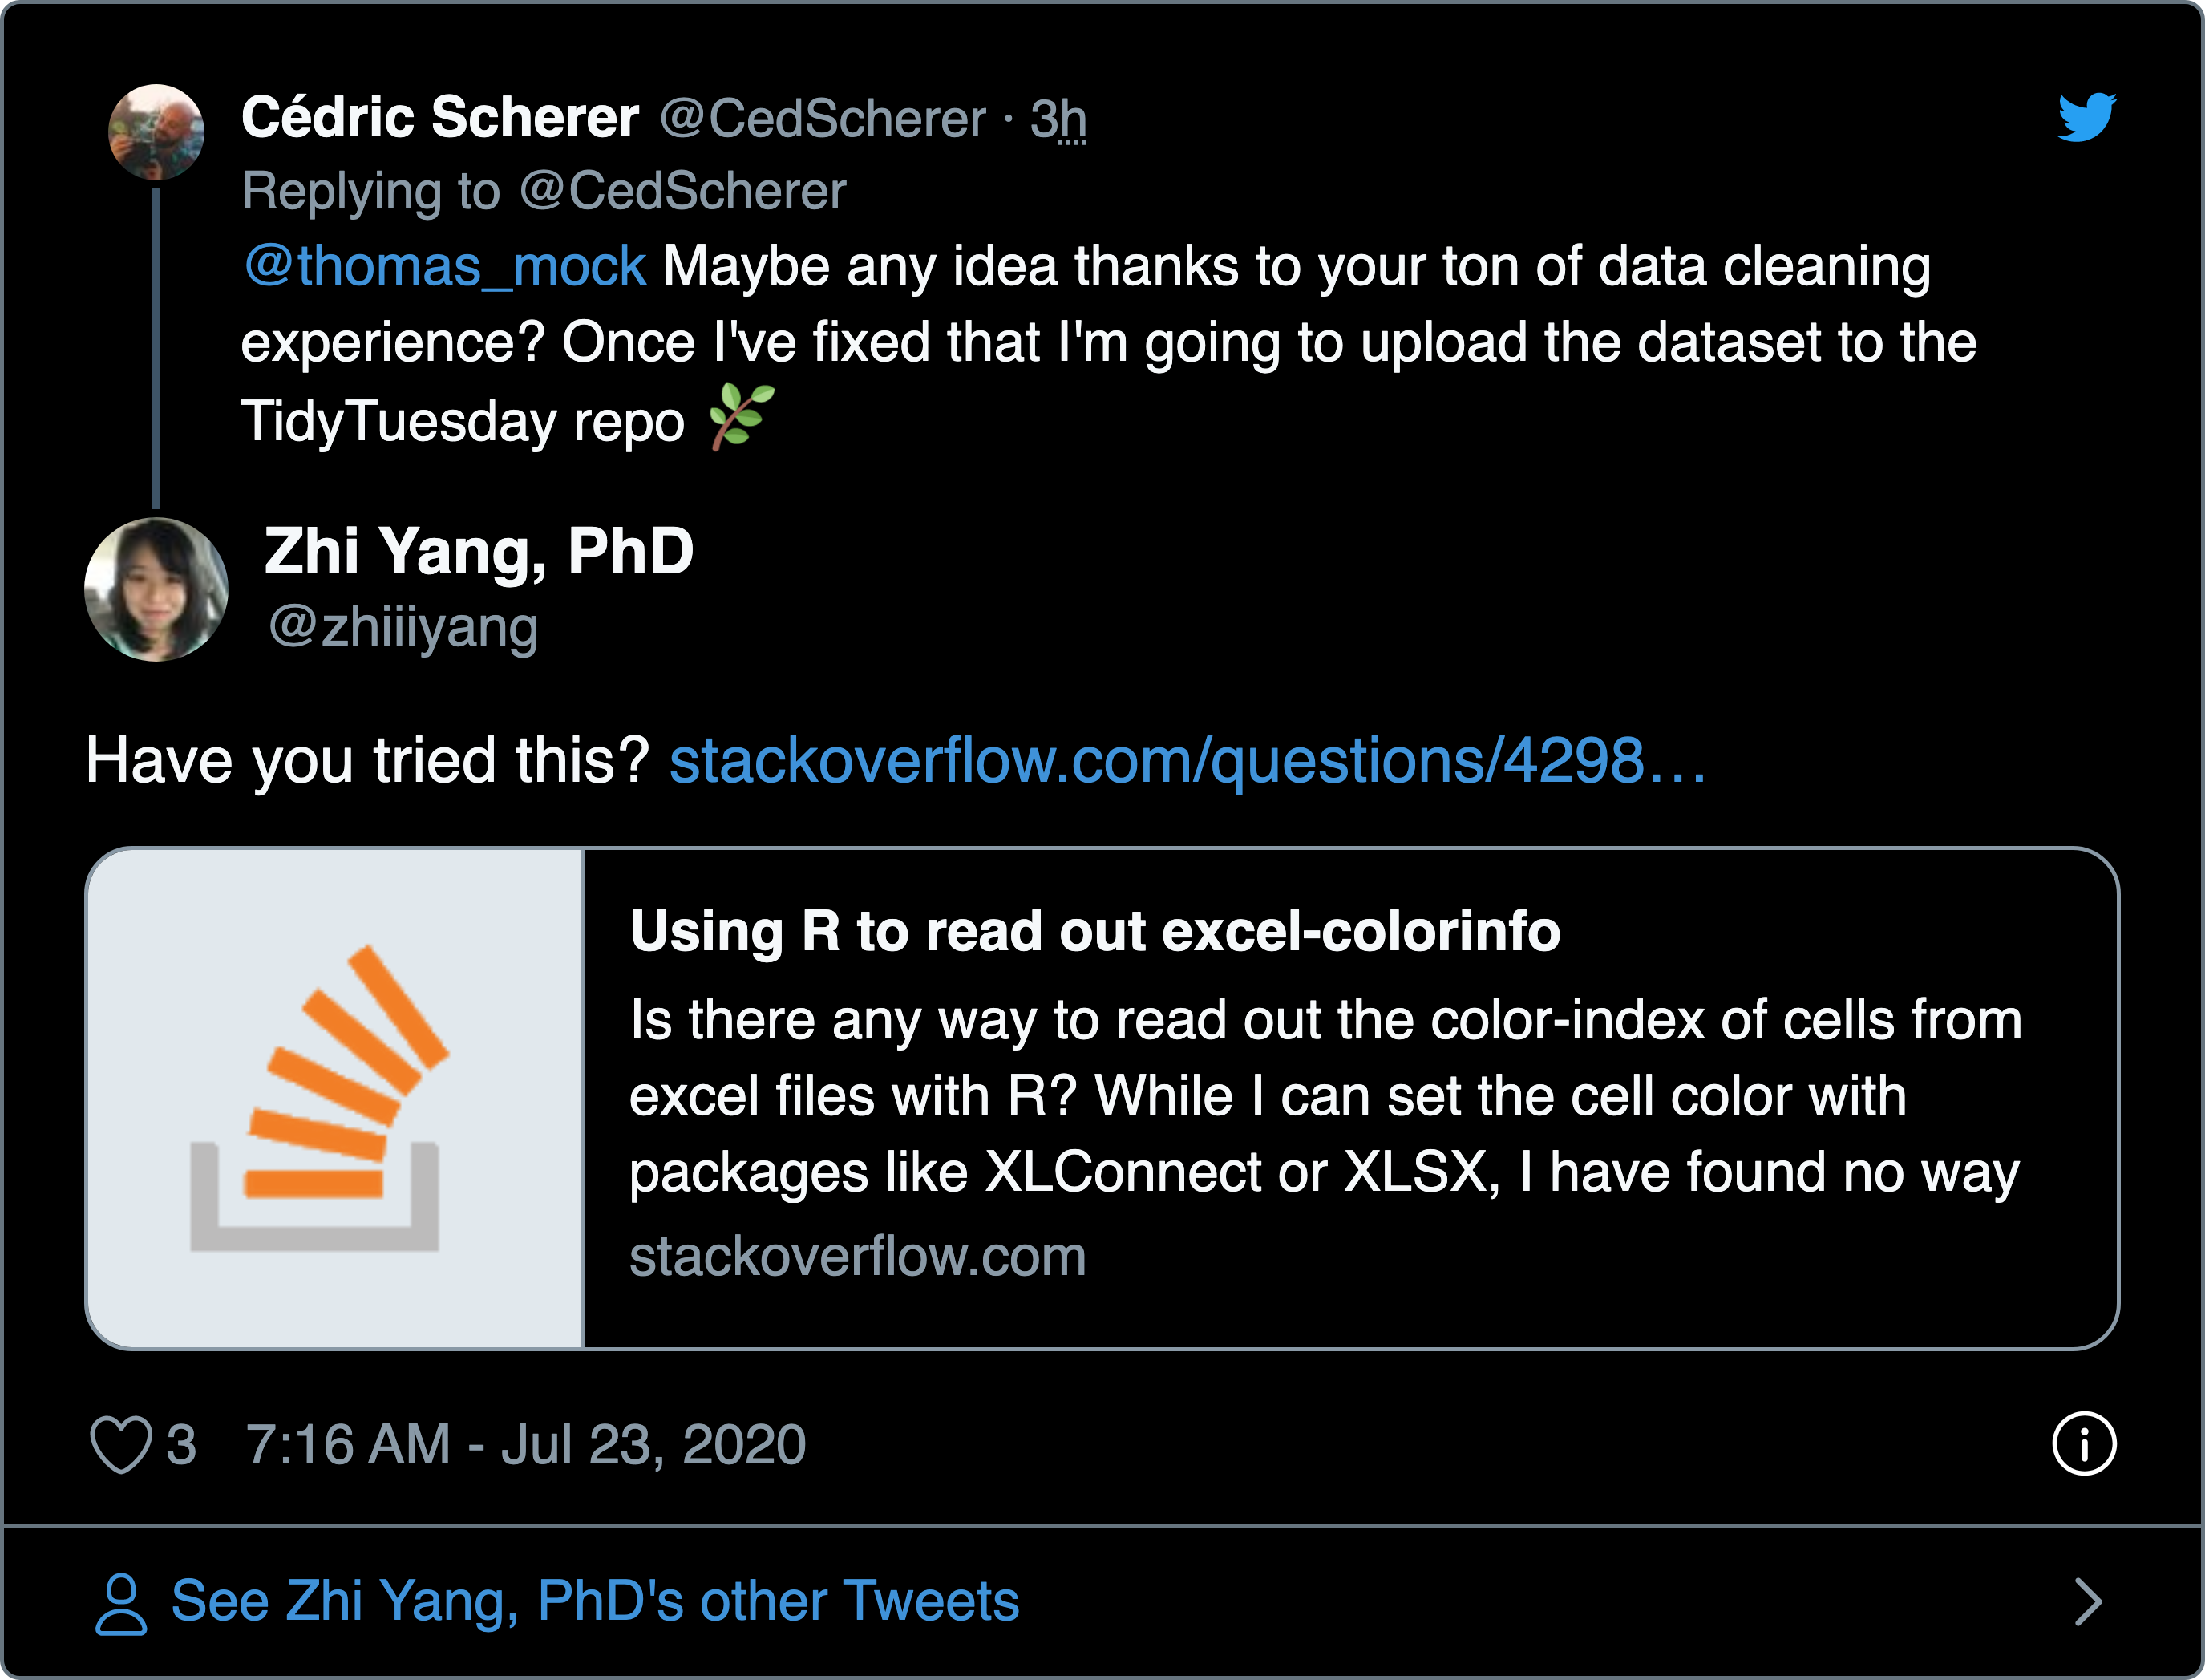 Cédric Scherer @CedScherer · 3h
Replying to @CedScherer
@thomas_mock Maybe any idea thanks to your ton of data cleaning
experience? Once I've fixed that I'm going to upload the dataset to the
TidyTuesday repo 🌿
Zhi Yang, PhD
@zhiiiyang
Have you tried this? stackoverflow.com/questions/4298…
Using R to read out excel-colorinfo
Is there any way to read out the color-index of cells from
excel files with R? While I can set the cell color with
packages like XLConnect or XLSX, I have found no way
stackoverflow.com
3 7:16 AM - Jul 23, 2020
See Zhi Yang, PhD's other Tweets